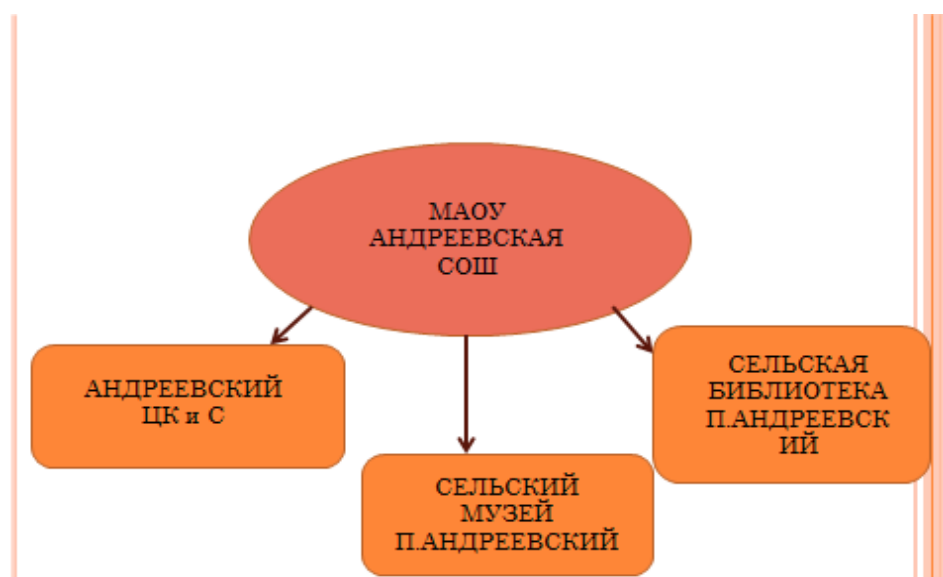 МАОУ
АНДРЕЕВСКАЯ
СОШ
АНДРЕЕВСКИЙ
ЦК и С
СЕЛЬСКИЙ
МУЗЕЙ
П.АНДРЕЕВСКИЙ
СЕЛЬСКАЯ
БИБЛИОТЕКА
П.АНДРЕЕВСК
ИЙ